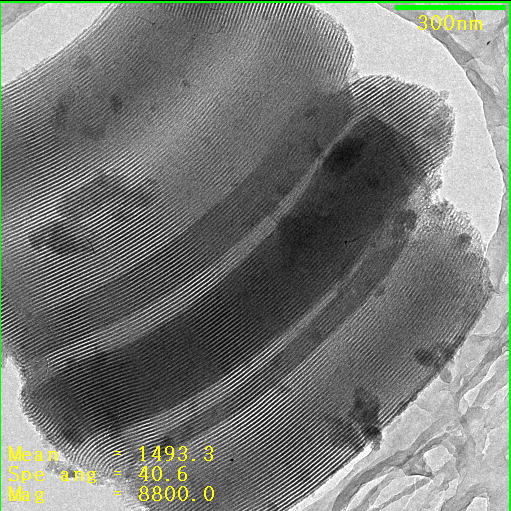 300nm
Mean - 1493.3
Spc ang - 40.6
Mag - 8800.0